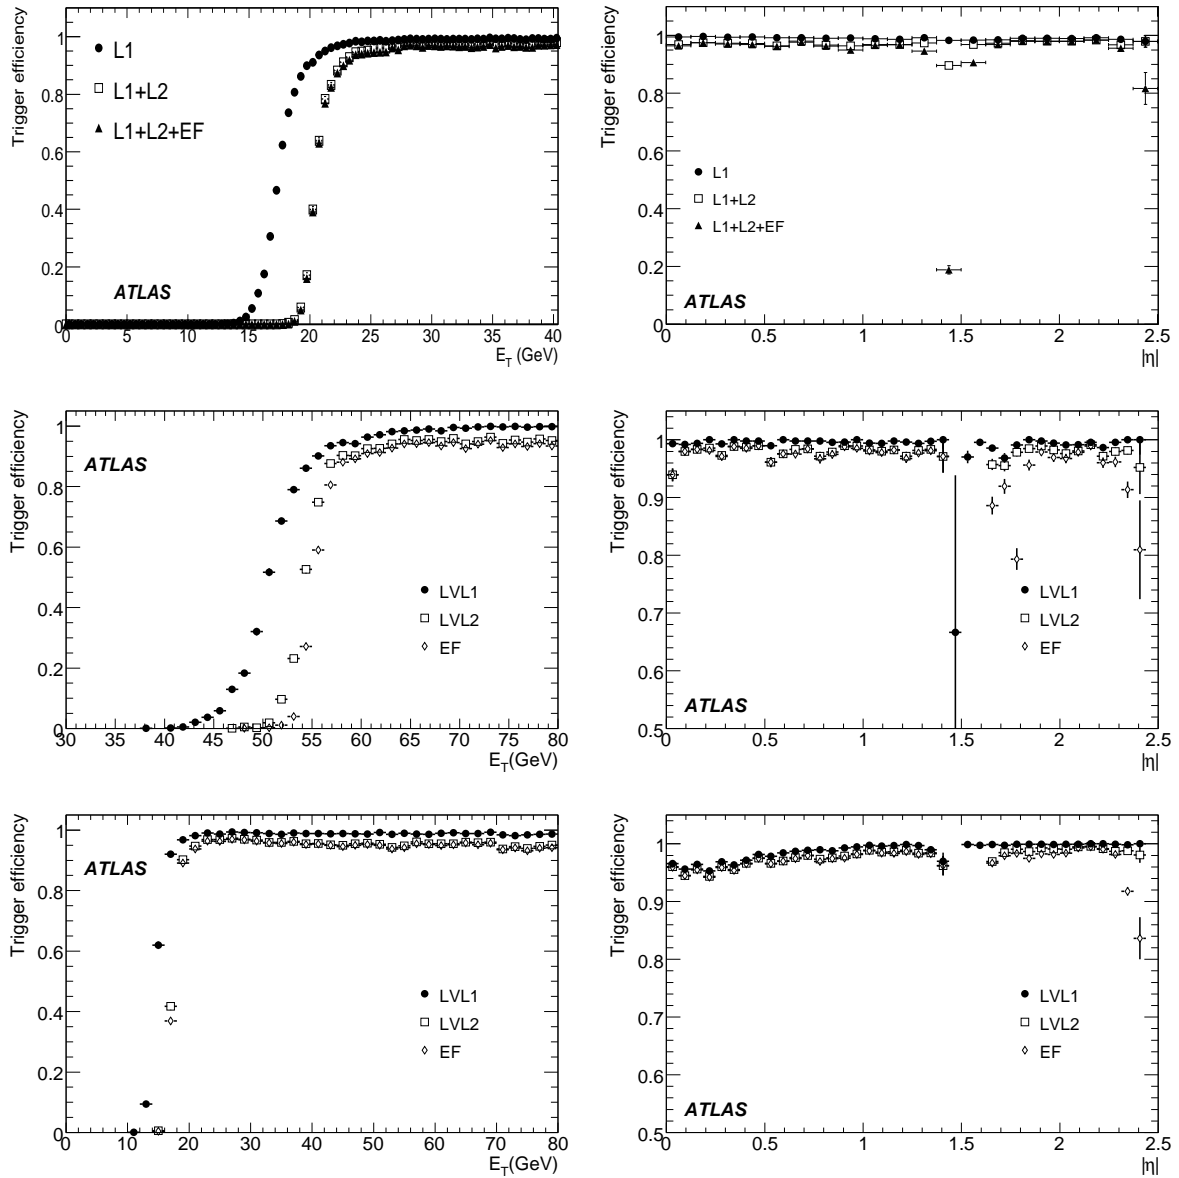 Trigger efficiency
1
0.8
0.6
0.4
0.2
0
L1
L1+L2
L1+L2+EF
ATLAS
0 5 10 15 20 25 30 35 40
E_T (GeV)
Trigger efficiency
1
0.8
0.6
0.4
0.2
0
L1
L1+L2
L1+L2+EF
ATLAS
0 0.5 1 1.5 2 2.5
|η|
Trigger efficiency
1
0.8
0.6
0.4
0.2
0
ATLAS
LVL1
LVL2
EF
30 35 40 45 50 55 60 65 70 75 80
E_T(GeV)
Trigger efficiency
1
0.9
0.8
0.7
0.6
0.5
LVL1
LVL2
EF
ATLAS
0 0.5 1 1.5 2 2.5
|η|
Trigger efficiency
1
0.8
0.6
0.4
0.2
0
ATLAS
LVL1
LVL2
EF
0 10 20 30 40 50 60 70 80
E_T(GeV)
Trigger efficiency
1
0.9
0.8
0.7
0.6
0.5
LVL1
LVL2
EF
ATLAS
0 0.5 1 1.5 2 2.5
|η|